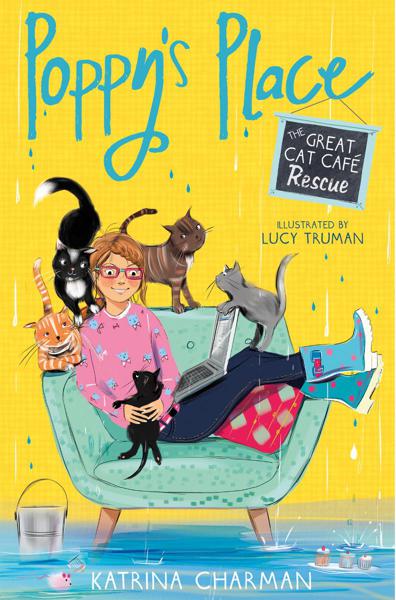 Poppy's Place
THE
GREAT
CAT CAFÉ
Rescue
ILLUSTRATED BY
LUCY TRUMAN
KATRINA CHARMAN